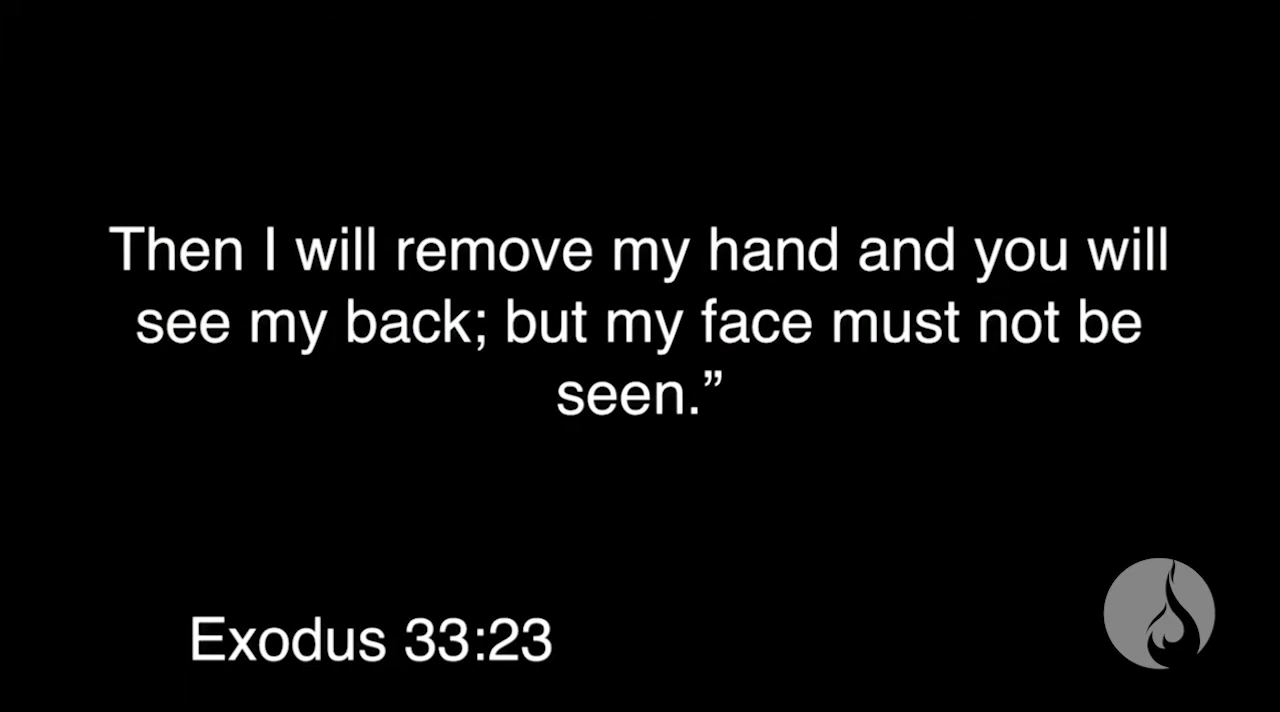 Then I will remove my hand and you will
see my back; but my face must not be
seen.”
Exodus 33:23